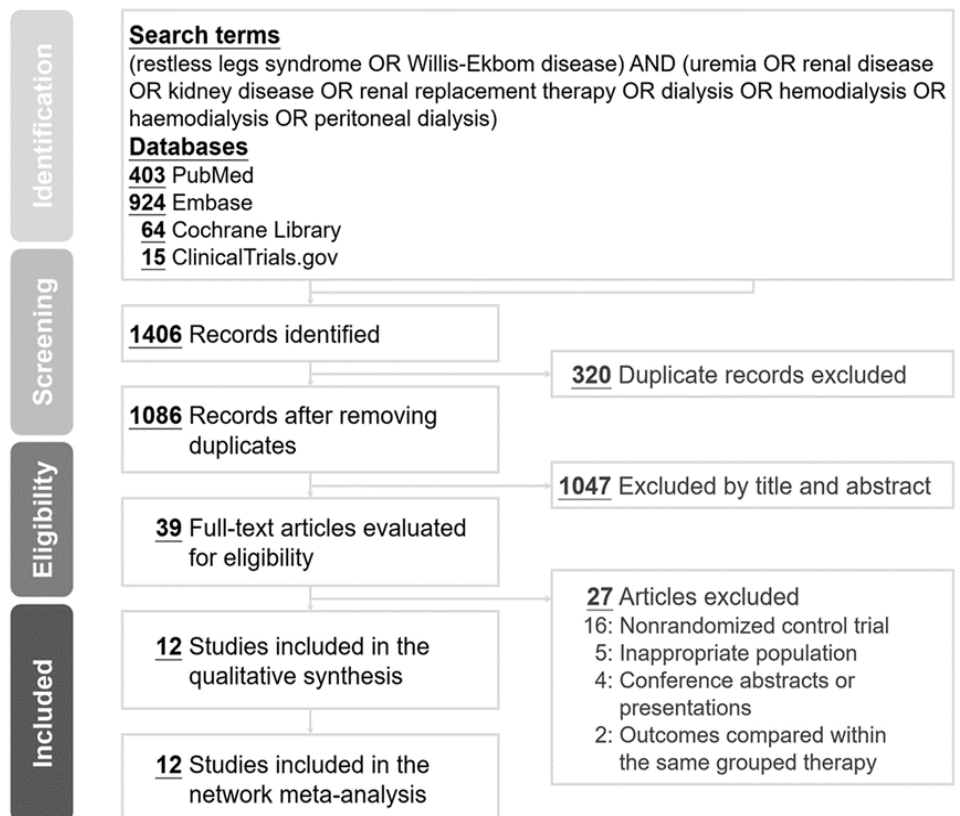 Identification
Search terms
(restless legs syndrome OR Willis-Ekbom disease) AND (uremia OR renal disease
OR kidney disease OR renal replacement therapy OR dialysis OR hemodialysis OR
haemodialysis OR peritoneal dialysis)
Databases
403 PubMed
924 Embase
64 Cochrane Library
15 ClinicalTrials.gov
Screening
1406 Records identified
320 Duplicate records excluded
1086 Records after removing
duplicates
1047 Excluded by title and abstract
Eligibility
39 Full-text articles evaluated
for eligibility
27 Articles excluded
16: Nonrandomized control trial
5: Inappropriate population
4: Conference abstracts or
presentations
2: Outcomes compared within
the same grouped therapy
Included
12 Studies included in the
qualitative synthesis
12 Studies included in the
network meta-analysis